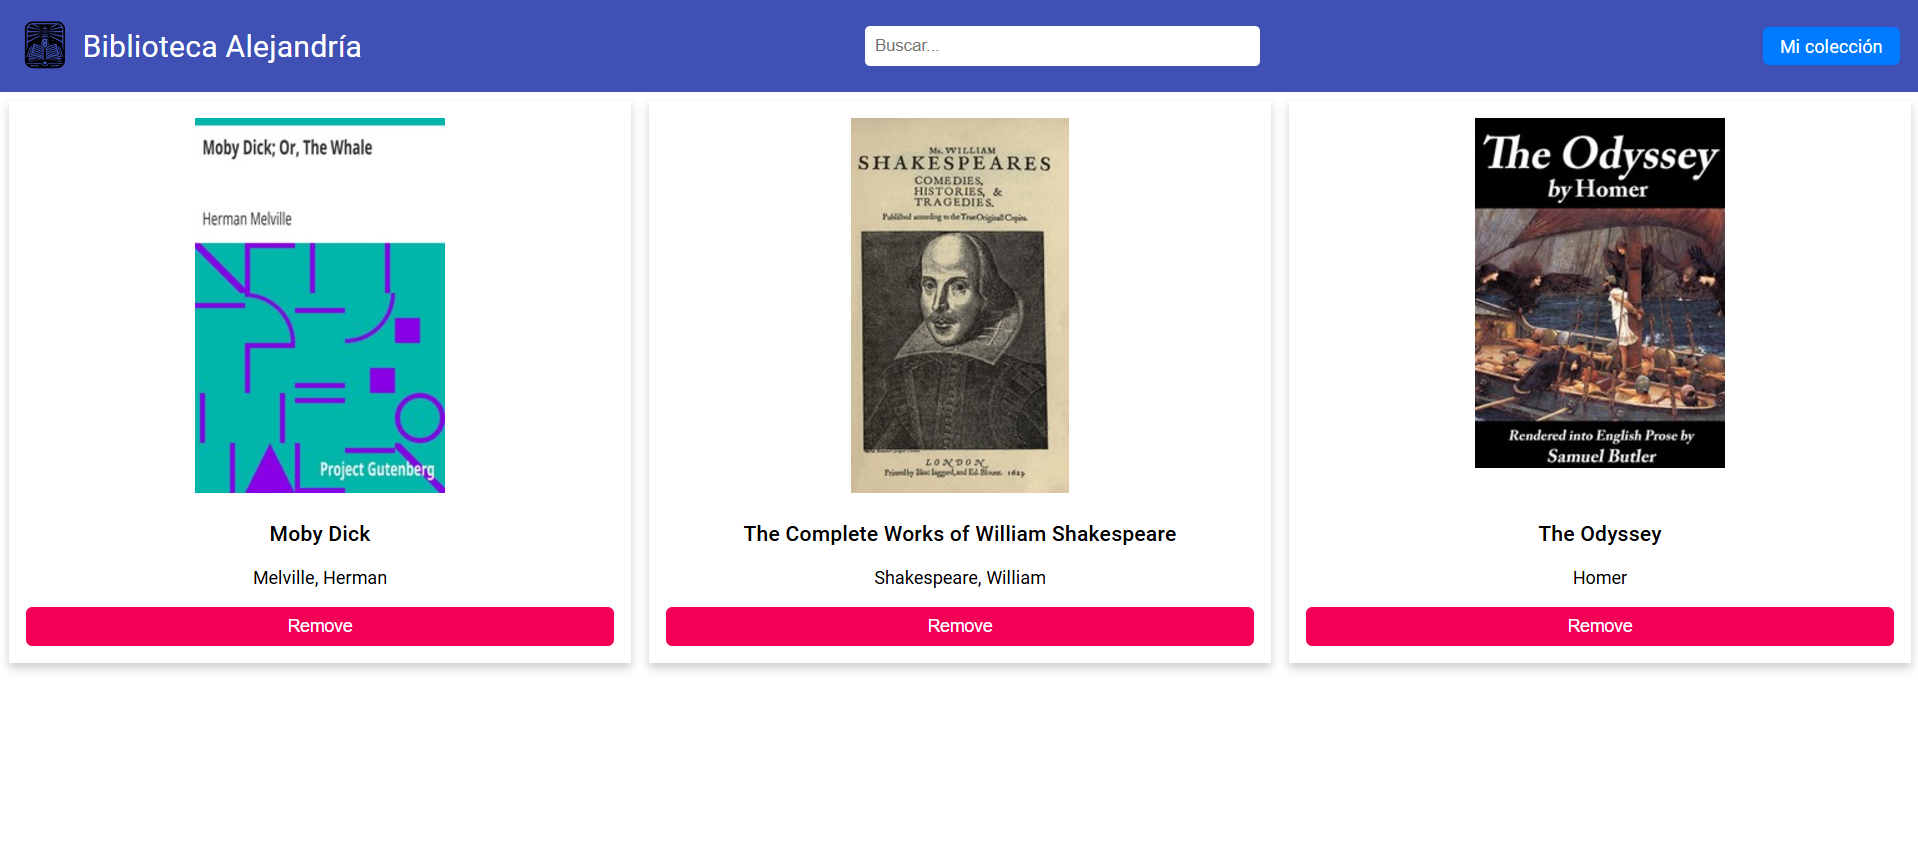 Biblioteca Alejandría
Buscar...
Mi colección
Moby Dick; Or, The Whale
Herman Melville
Project Gutenberg
Moby Dick
Melville, Herman
Remove
Mr. WILLIAM
SHAKESPEARES
COMEDIES,
HISTORIES, &
TRAGEDIES.
Published according to the True Originall Copies.
LONDON
Printed by Isaac Iaggard, and Ed. Blount. 1623.
The Complete Works of William Shakespeare
Shakespeare, William
Remove
The Odyssey
by Homer
Rendered into English Prose by
Samuel Butler
The Odyssey
Homer
Remove